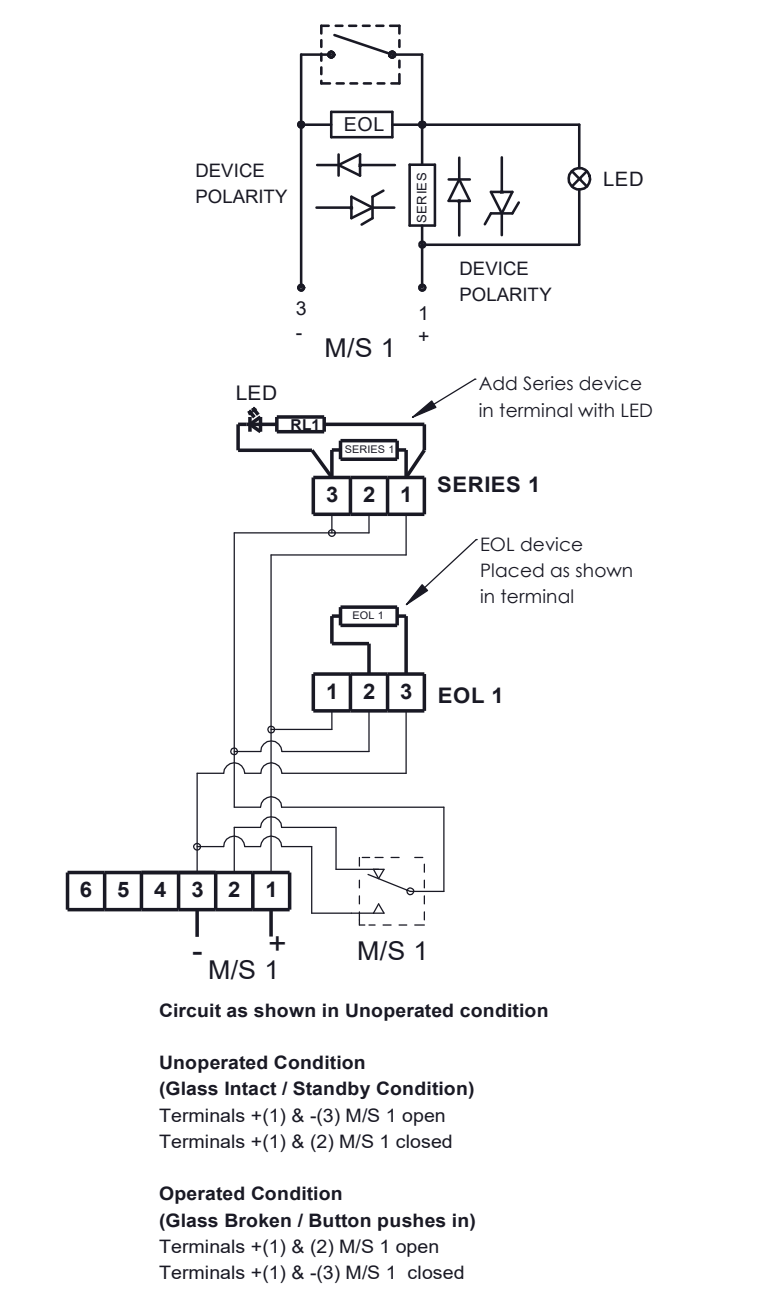 EOL
DEVICE
POLARITY
SERIES
LED
DEVICE
POLARITY
3
1
-
+
M/S 1
LED
Add Series device
in terminal with LED
RL1
SERIES 1
3 2 1
SERIES 1
EOL device
Placed as shown
in terminal
EOL 1
1 2 3
EOL 1
6 5 4 3 2 1
- +
M/S 1
M/S 1
Circuit as shown in Unoperated condition
Unoperated Condition
(Glass Intact / Standby Condition)
Terminals +(1) & -(3) M/S 1 open
Terminals +(1) & (2) M/S 1 closed
Operated Condition
(Glass Broken / Button pushes in)
Terminals +(1) & (2) M/S 1 open
Terminals +(1) & -(3) M/S 1 closed